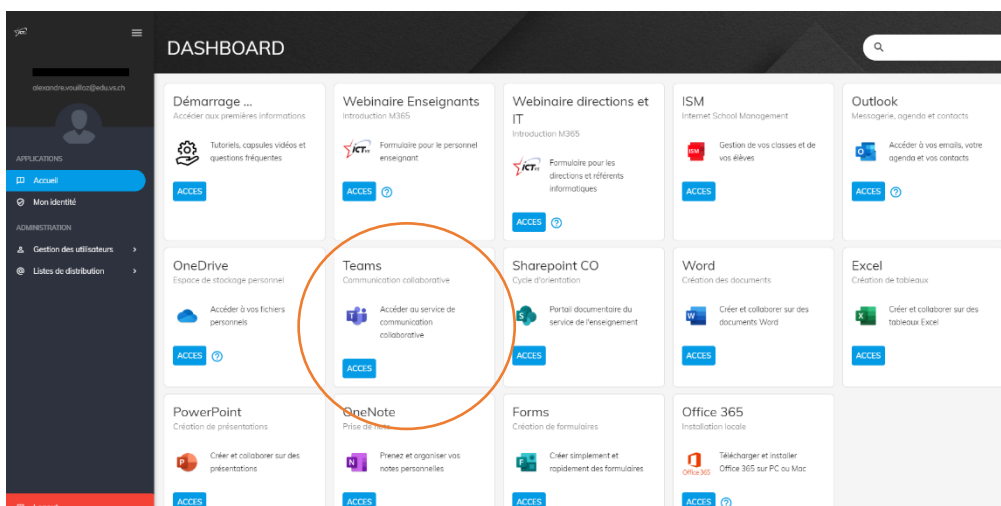 DASHBOARD
alexandre.vouilloz@edu.vs.ch
APPLICATIONS
Accueil
Mon identité
ADMINISTRATION
Gestion des utilisateurs
Listes de distribution
Démarrage ...
Accéder aux premières informations
Tutoriels, capsules vidéos et
questions fréquentes
ACCES
Webinaire Enseignants
Introduction M365
ICT
Formulaire pour le personnel
enseignant
ACCES
Webinaire directions et
IT
Introduction M365
ICT
Formulaire pour les
directions et référents
informatiques
ACCES
ISM
Internet School Management
ISM
Gestion de vos classes et de
vos élèves
ACCES
Outlook
Messagerie, agenda et contacts
Accéder à vos emails, votre
agenda et vos contacts
ACCES
OneDrive
Espace de stockage personnel
Accéder à vos fichiers
personnels
ACCES
Teams
Communication collaborative
Accéder au service de
communication
collaborative
ACCES
Sharepoint CO
Cycle d'orientation
Portail documentaire du
service de l'enseignement
ACCES
Word
Création des documents
Créer et collaborer sur des
documents Word
ACCES
Excel
Création de tableaux
Créer et collaborer sur des
tableaux Excel
ACCES
PowerPoint
Création de présentations
Créer et collaborer sur des
présentations
ACCES
OneNote
Prise de note
Prenez et organiser vos
notes personnelles
ACCES
Forms
Création de formulaires
Créer simplement et
rapidement des formulaires
ACCES
Office 365
Installation locale
Office 365
Télécharger et installer
Office 365 sur PC ou Mac
ACCES